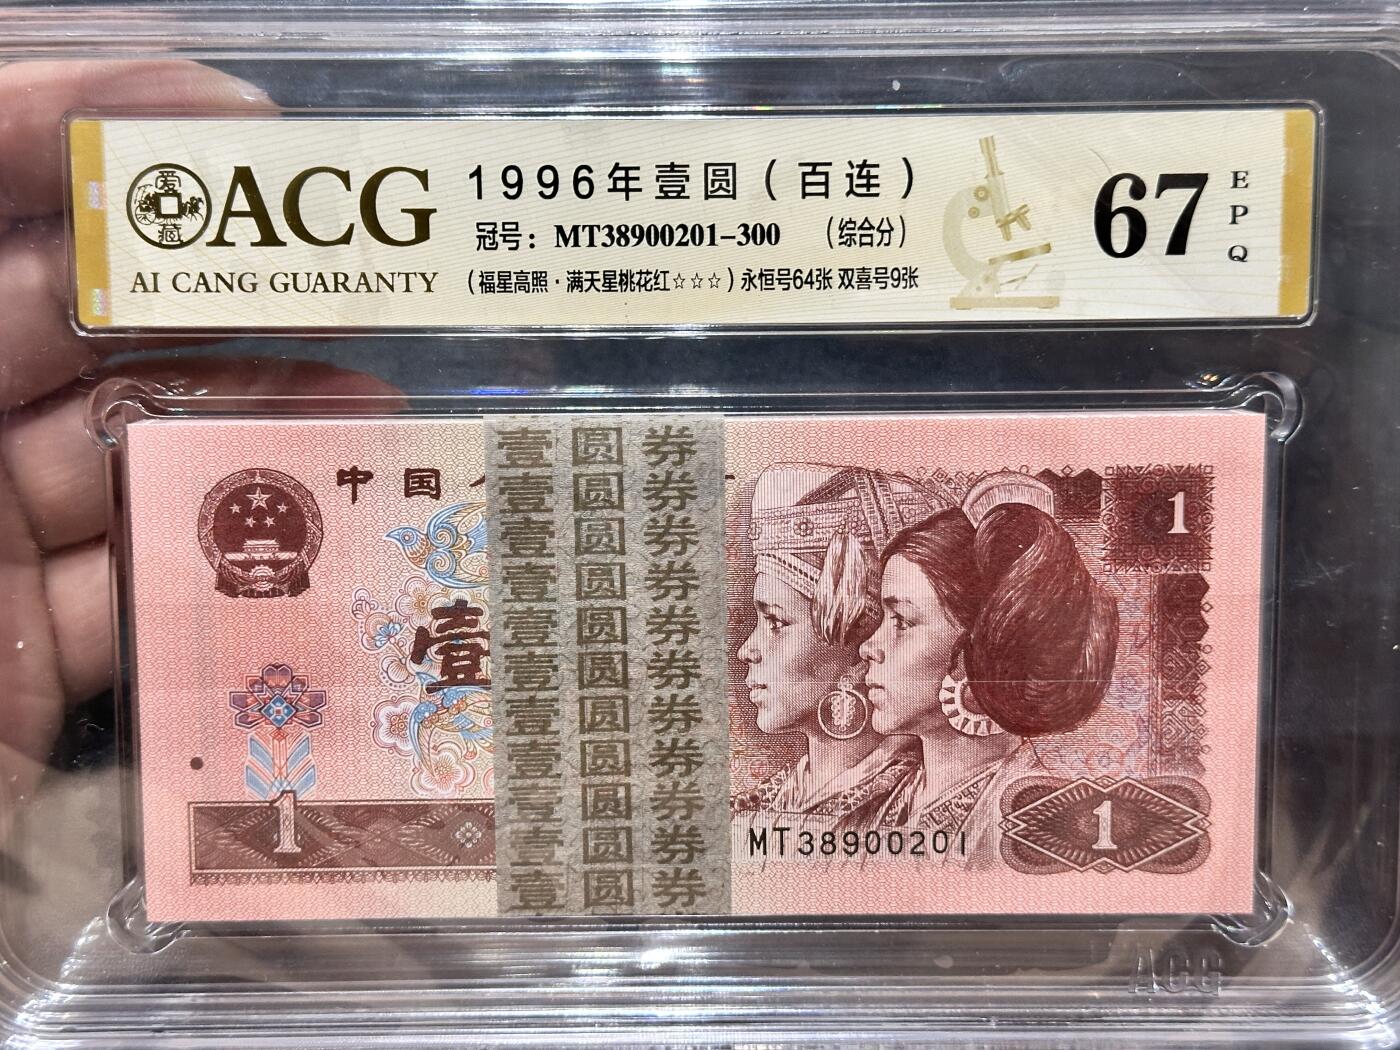 爱藏
ACG
AI CANG GUARANTY
1996年壹圆（百连）
冠号：MT38900201-300 （综合分）
（福星高照·满天星桃花红☆☆☆）永恒号64张 双喜号9张
67
EPQ
中国人
壹
壹圆券
壹圆券
壹圆券
壹圆券
壹圆券
壹圆券
壹圆券
壹圆券
壹圆券
壹圆券
壹圆券
1
1
MT38900201
1
ACG